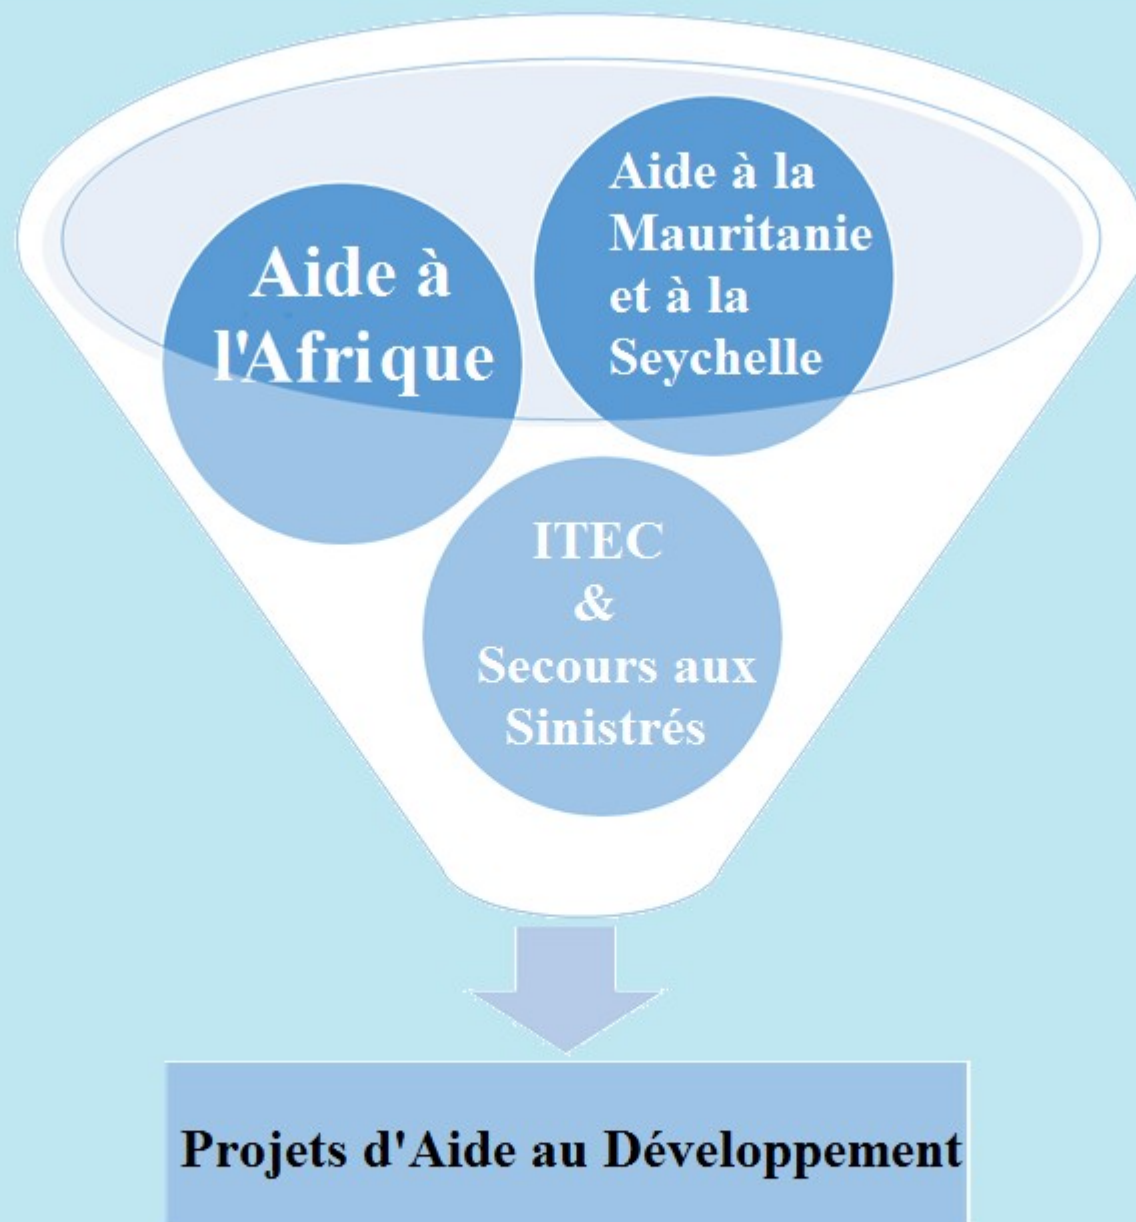 Aide à
l'Afrique
Aide à la
Mauritanie
et à la
Seychelle
ITEC
&
Secours aux
Sinistrés
Projets d'Aide au Développement